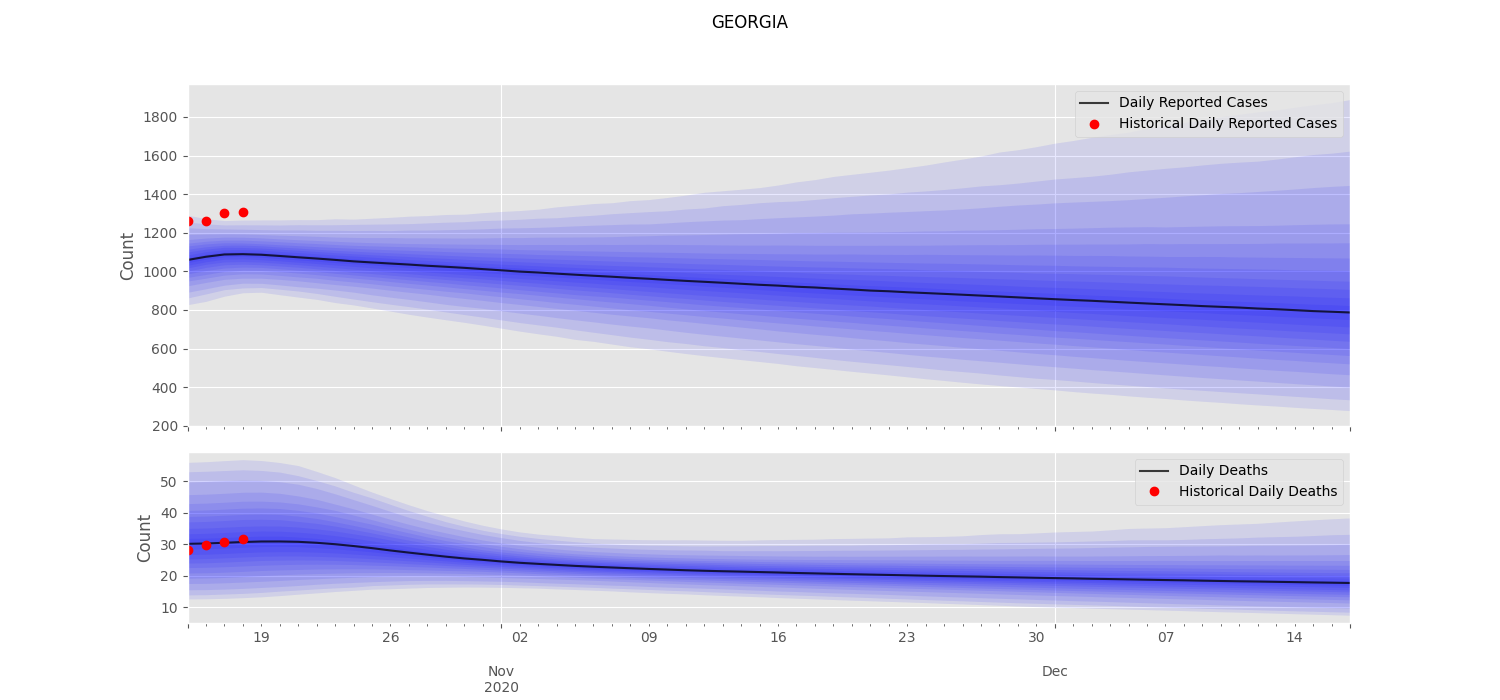 GEORGIA
Count
1800
1600
1400
1200
1000
800
600
400
200
Daily Reported Cases
Historical Daily Reported Cases
Count
50
40
30
20
10
Daily Deaths
Historical Daily Deaths
19 26 02 09 16 23 30 07 14
Nov Dec
2020